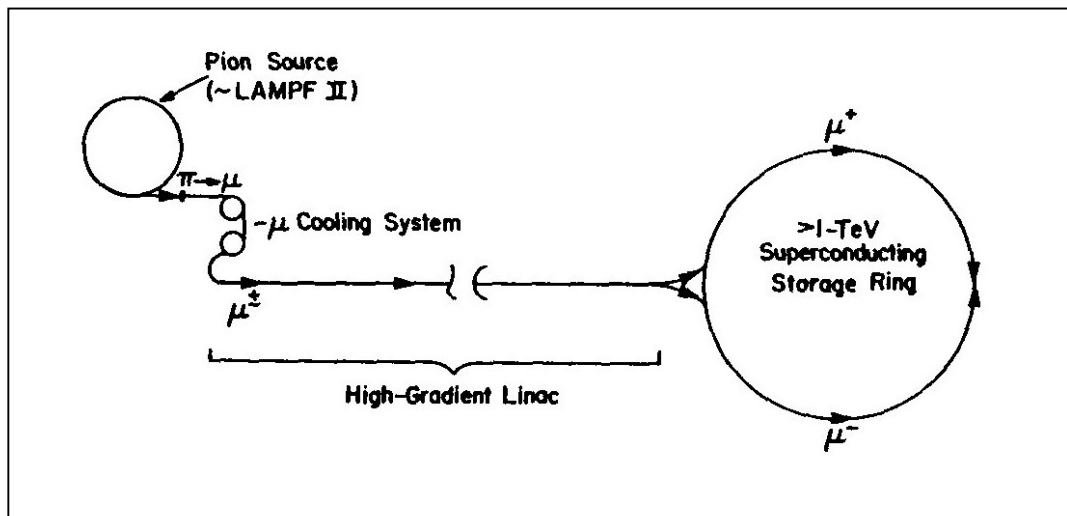 Pion Source
(~LAMPF II)
π→μ
-μ Cooling System
μ±
High-Gradient Linac
μ+
>1-TeV
Superconducting
Storage Ring
μ-